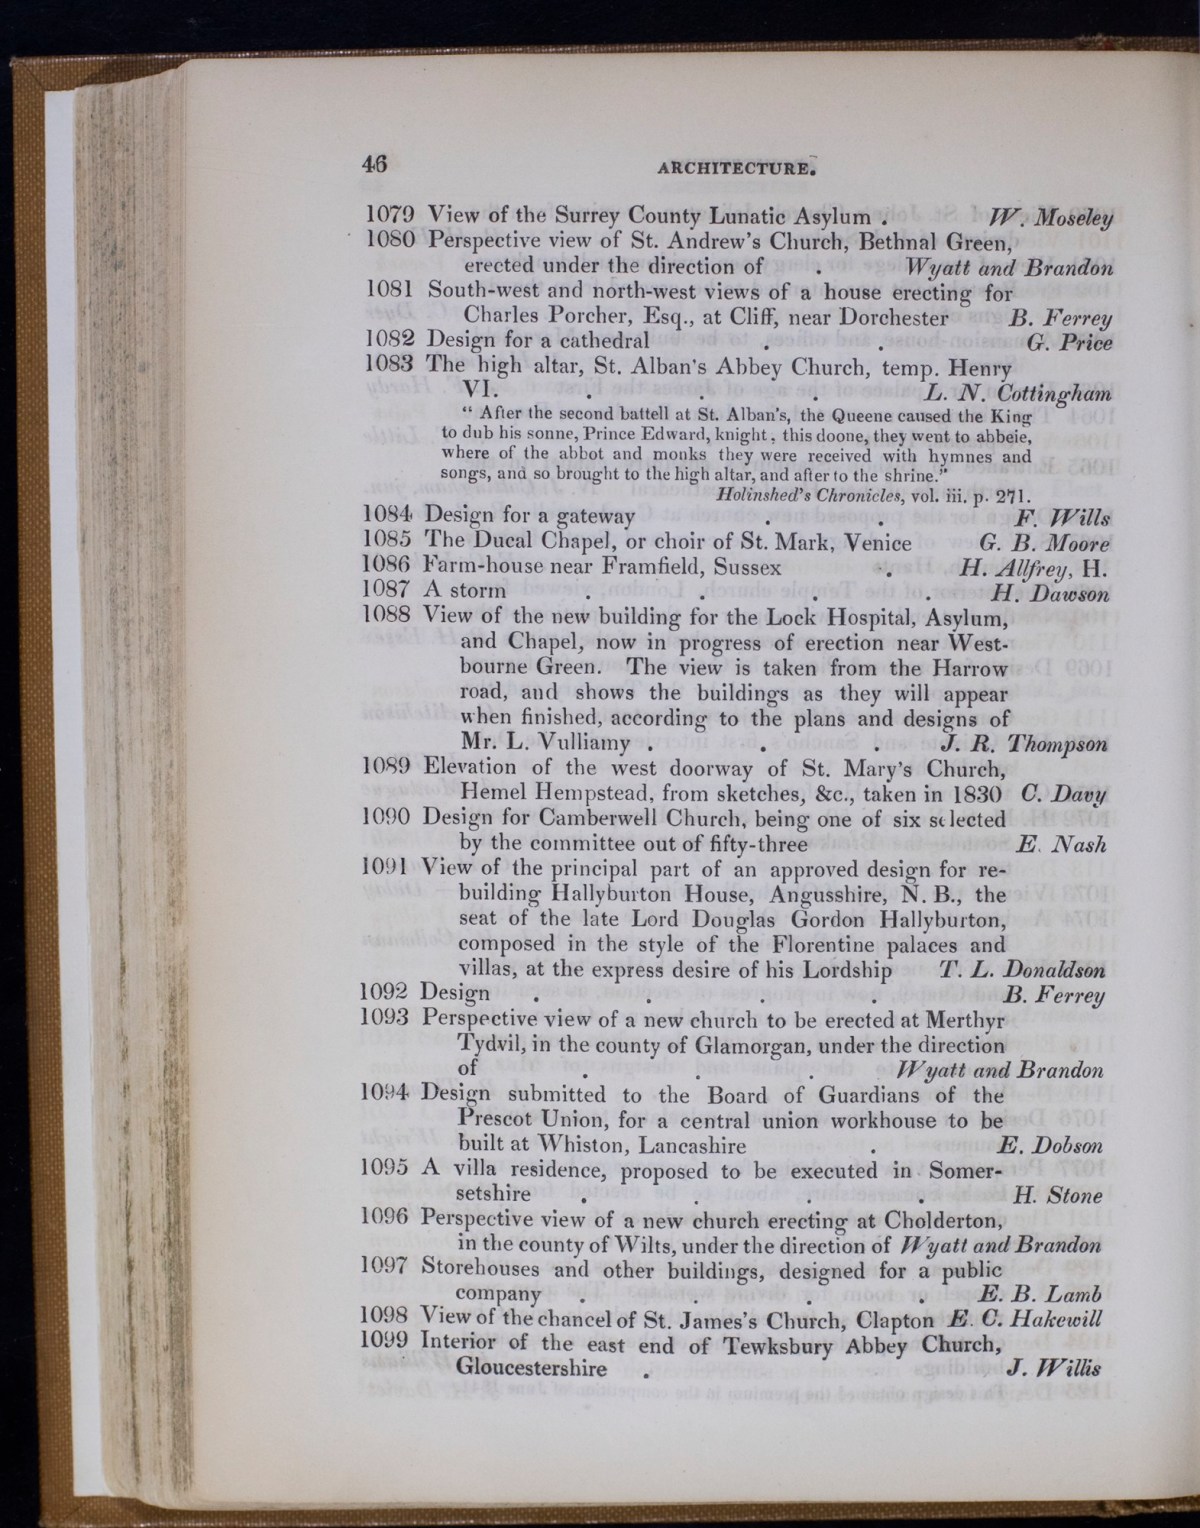 46 ARCHITECTURE.
1079 View of the Surrey County Lunatic Asylum . W. Moseley
1080 Perspective view of St. Andrew's Church, Bethnal Green,
erected under the direction of . Wyatt and Brandon
1081 South-west and north-west views of a house erecting for
Charles Porcher, Esq., at Cliff, near Dorchester B. Ferrey
1082 Design for a cathedral . . G. Price
1083 The high altar, St. Alban's Abbey Church, temp. Henry
VI. . . . L. N. Cottingham
“ After the second battell at St. Alban's, the Queene caused the King
to dub his sonne, Prince Edward, knight, this doone, they went to abbeie,
where of the abbot and monks they were received with hymnes and
songs, and so brought to the high altar, and after to the shrine.”
Holinshed's Chronicles, vol. iii. p. 271.
1084 Design for a gateway . . F. Wills
1085 The Ducal Chapel, or choir of St. Mark, Venice G. B. Moore
1086 Farm-house near Framfield, Sussex . H. Allfrey, H.
1087 A storm . . . . H. Dawson
1088 View of the new building for the Lock Hospital, Asylum,
and Chapel, now in progress of erection near West-
bourne Green. The view is taken from the Harrow
road, and shows the buildings as they will appear
when finished, according to the plans and designs of
Mr. L. Vulliamy . . . J. R. Thompson
1089 Elevation of the west doorway of St. Mary's Church,
Hemel Hempstead, from sketches, &c., taken in 1830 C. Davy
1090 Design for Camberwell Church, being one of six selected
by the committee out of fifty-three E. Nash
1091 View of the principal part of an approved design for re-
building Hallyburton House, Angusshire, N. B., the
seat of the late Lord Douglas Gordon Hallyburton,
composed in the style of the Florentine palaces and
villas, at the express desire of his Lordship T. L. Donaldson
1092 Design . . . . B. Ferrey
1093 Perspective view of a new church to be erected at Merthyr
Tydvil, in the county of Glamorgan, under the direction
of . . . Wyatt and Brandon
1094 Design submitted to the Board of Guardians of the
Prescot Union, for a central union workhouse to be
built at Whiston, Lancashire . E. Dobson
1095 A villa residence, proposed to be executed in Somer-
setshire . . . . H. Stone
1096 Perspective view of a new church erecting at Cholderton,
in the county of Wilts, under the direction of Wyatt and Brandon
1097 Storehouses and other buildings, designed for a public
company . . . . E. B. Lamb
1098 View of the chancel of St. James's Church, Clapton E. C. Hakewill
1099 Interior of the east end of Tewksbury Abbey Church,
Gloucestershire . J. Willis